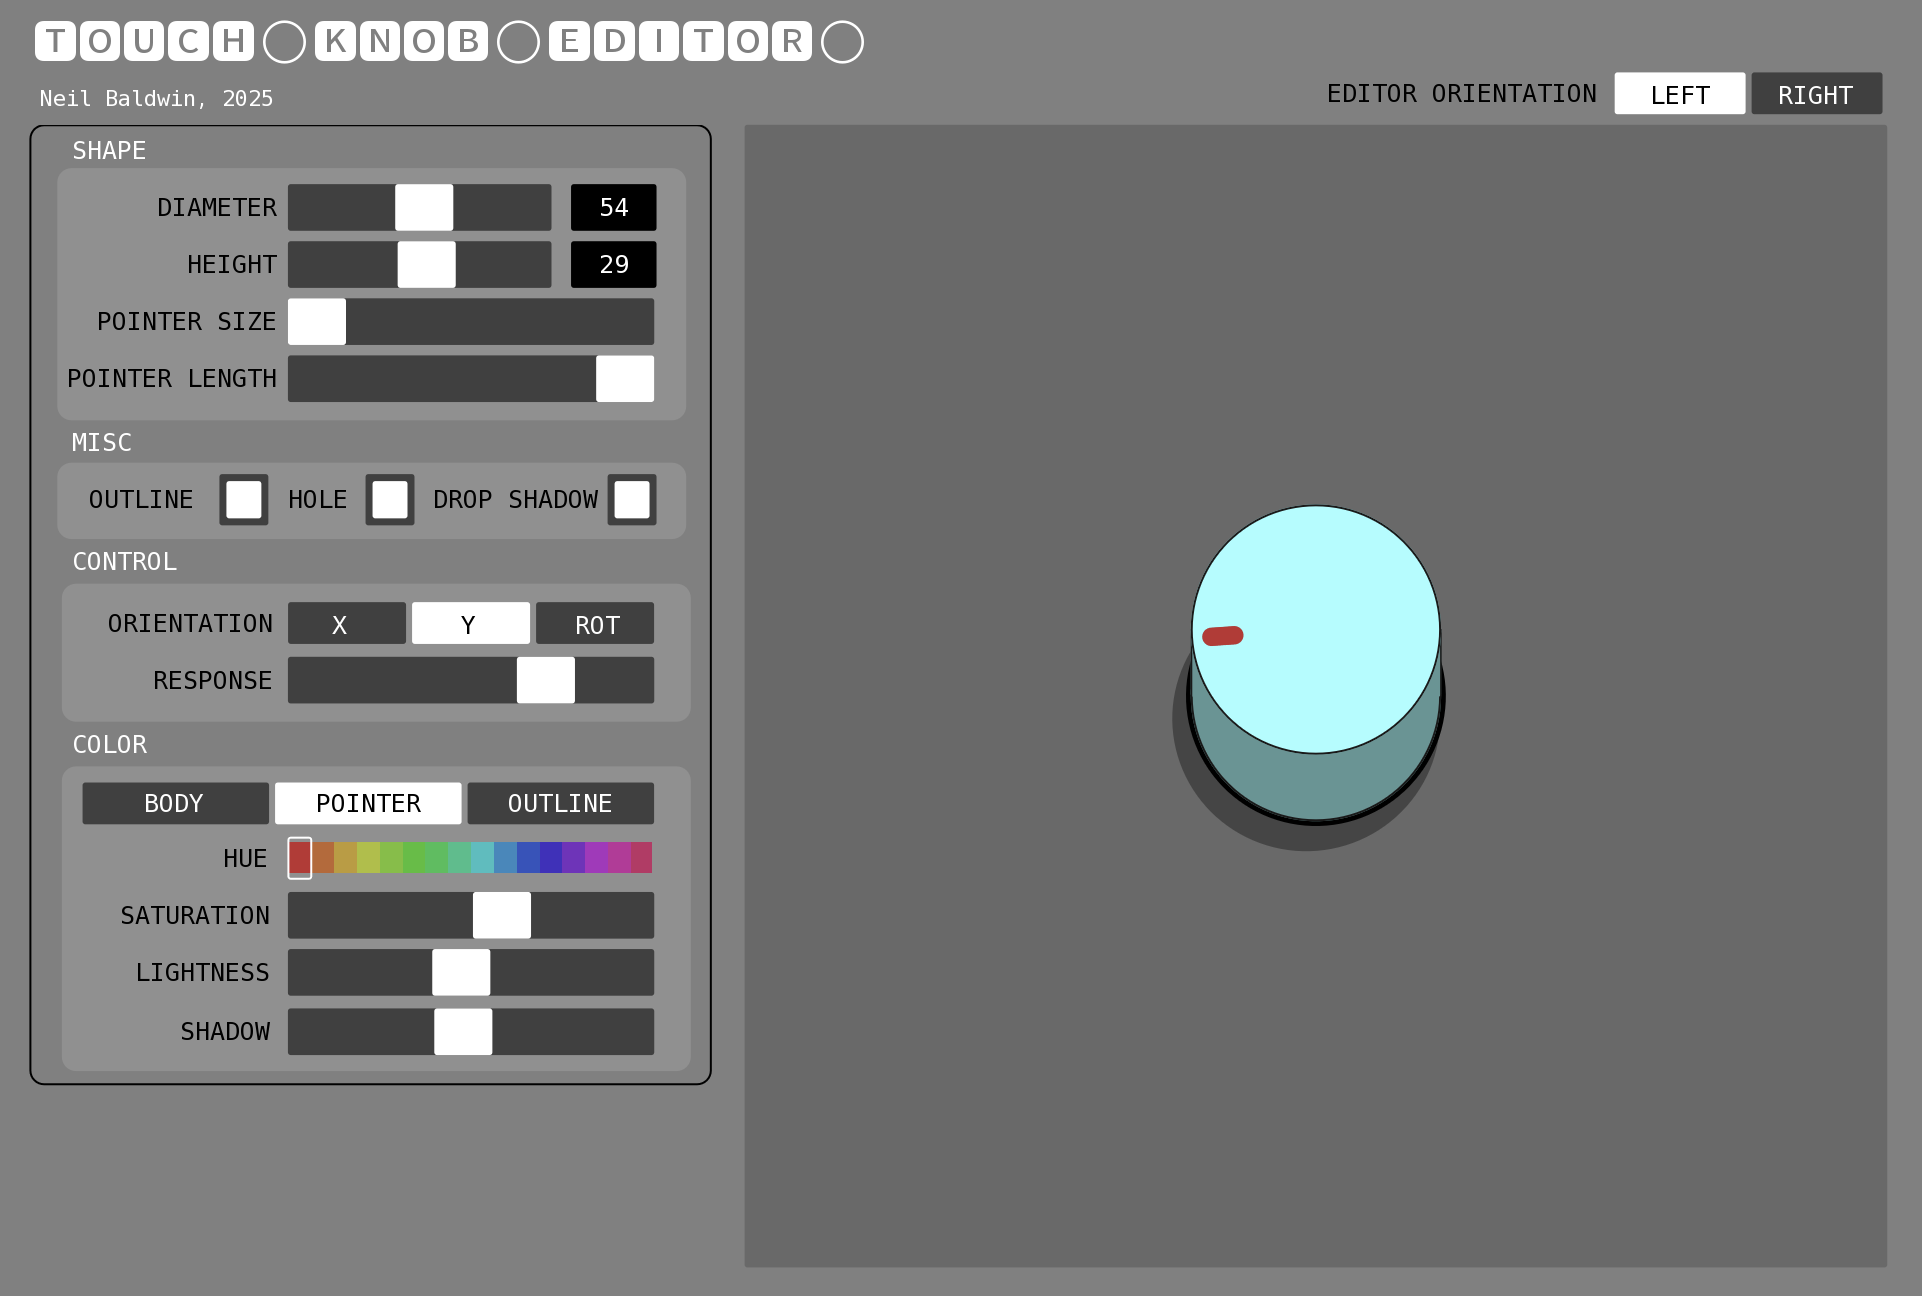 TOUCH KNOB EDITOR
Neil Baldwin, 2025
EDITOR ORIENTATION LEFT RIGHT
SHAPE
DIAMETER 54
HEIGHT 29
POINTER SIZE
POINTER LENGTH
MISC
OUTLINE HOLE DROP SHADOW
CONTROL
ORIENTATION X Y ROT
RESPONSE
COLOR
BODY POINTER OUTLINE
HUE
SATURATION
LIGHTNESS
SHADOW